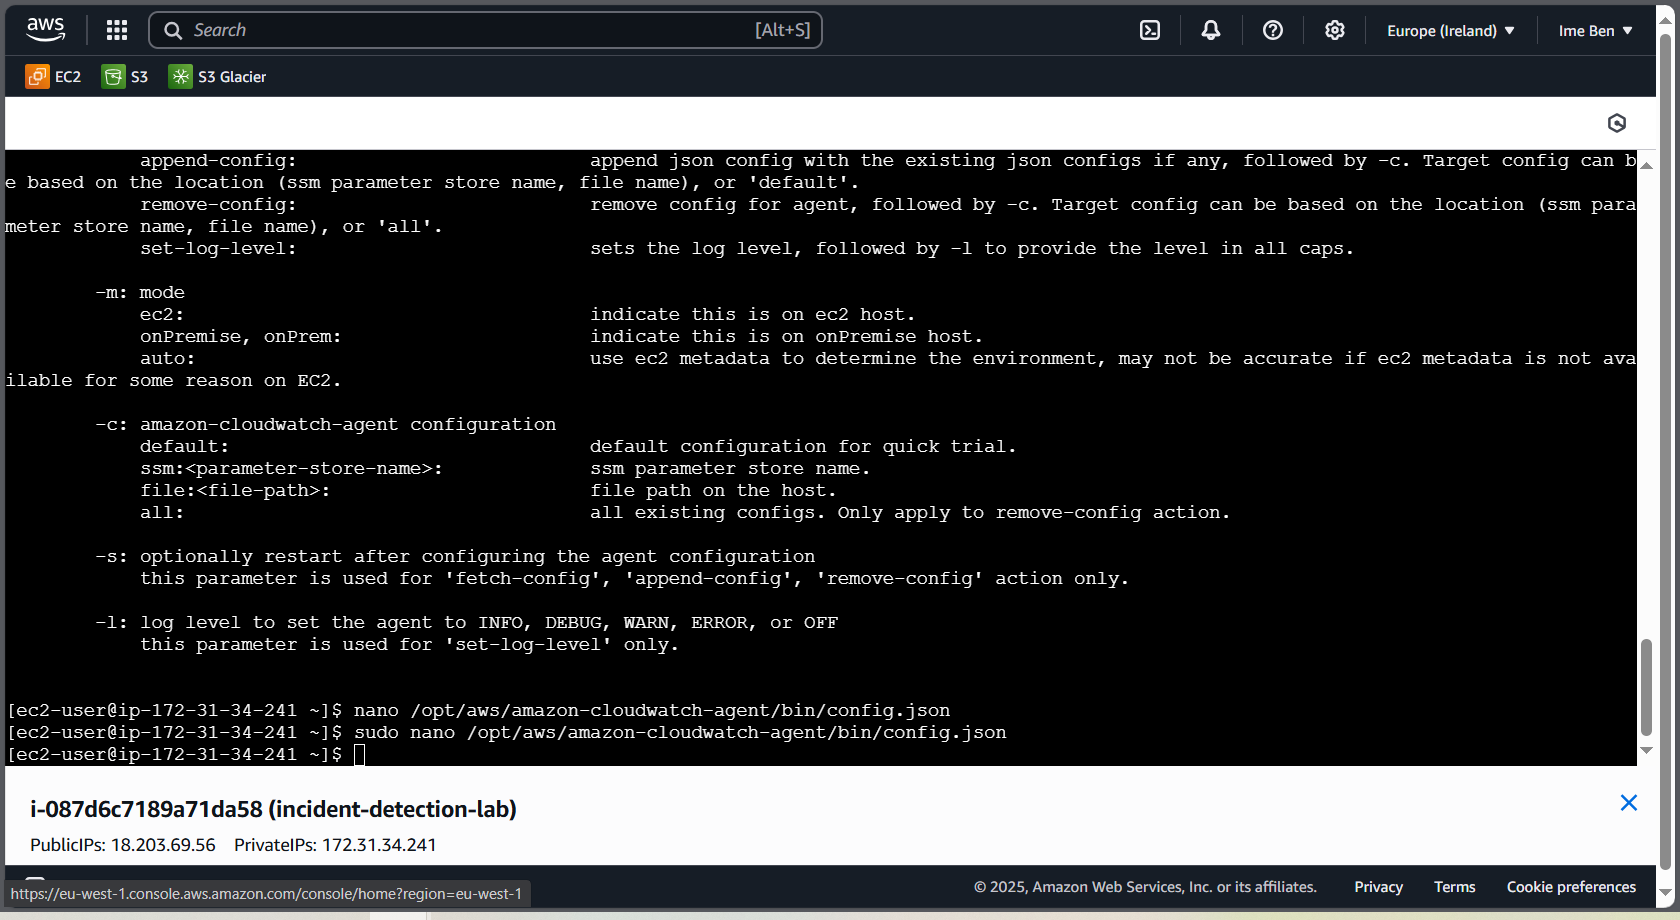 aws
Search
[Alt+S]
Europe (Ireland)
Ime Ben
EC2
S3
S3 Glacier
append-config: append json config with the existing json configs if any, followed by -c. Target config can b
e based on the location (ssm parameter store name, file name), or 'default'.
remove-config: remove config for agent, followed by -c. Target config can be based on the location (ssm para
meter store name, file name), or 'all'.
set-log-level: sets the log level, followed by -l to provide the level in all caps.
-m: mode
ec2: indicate this is on ec2 host.
onPremise, onPrem: indicate this is on onPremise host.
auto: use ec2 metadata to determine the environment, may not be accurate if ec2 metadata is not ava
ilable for some reason on EC2.
-c: amazon-cloudwatch-agent configuration
default: default configuration for quick trial.
ssm:<parameter-store-name>: ssm parameter store name.
file:<file-path>: file path on the host.
all: all existing configs. Only apply to remove-config action.
-s: optionally restart after configuring the agent configuration
this parameter is used for 'fetch-config', 'append-config', 'remove-config' action only.
-l: log level to set the agent to INFO, DEBUG, WARN, ERROR, or OFF
this parameter is used for 'set-log-level' only.
[ec2-user@ip-172-31-34-241 ~]$ nano /opt/aws/amazon-cloudwatch-agent/bin/config.json
[ec2-user@ip-172-31-34-241 ~]$ sudo nano /opt/aws/amazon-cloudwatch-agent/bin/config.json
[ec2-user@ip-172-31-34-241 ~]$
i-087d6c7189a71da58 (incident-detection-lab)
PublicIPs: 18.203.69.56 PrivateIPs: 172.31.34.241
https://eu-west-1.console.aws.amazon.com/console/home?region=eu-west-1
© 2025, Amazon Web Services, Inc. or its affiliates.
Privacy
Terms
Cookie preferences